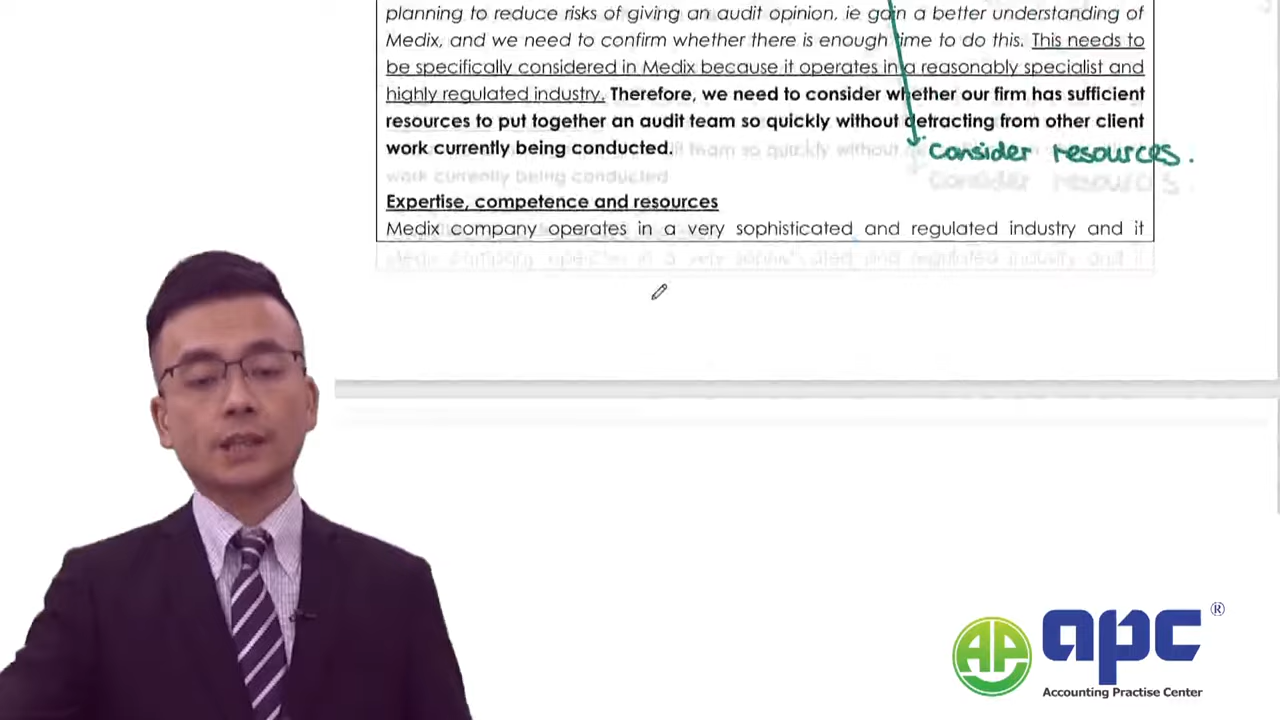 planning to reduce risks of giving an audit opinion, ie gain a better understanding of
Medix, and we need to confirm whether there is enough time to do this. This needs to
be specifically considered in Medix because it operates in a reasonably specialist and
highly regulated industry. Therefore, we need to consider whether our firm has sufficient
resources to put together an audit team so quickly without detracting from other client
work currently being conducted.
Consider resources.
Expertise, competence and resources
Medix company operates in a very sophisticated and regulated industry and it
AP
apc®
Accounting Practise Center